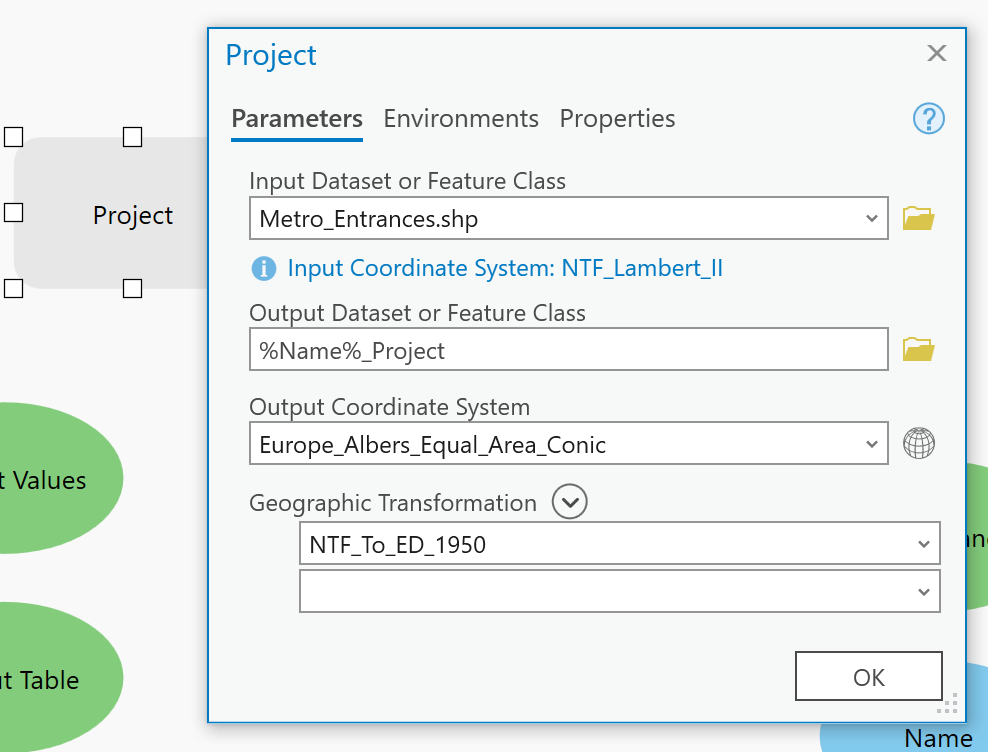 Project
Parameters Environments Properties
Input Dataset or Feature Class
Metro_Entrances.shp
Input Coordinate System: NTF_Lambert_II
Output Dataset or Feature Class
%Name%_Project
Output Coordinate System
Europe_Albers_Equal_Area_Conic
Geographic Transformation
NTF_To_ED_1950
OK
Project
Values
Table
Name